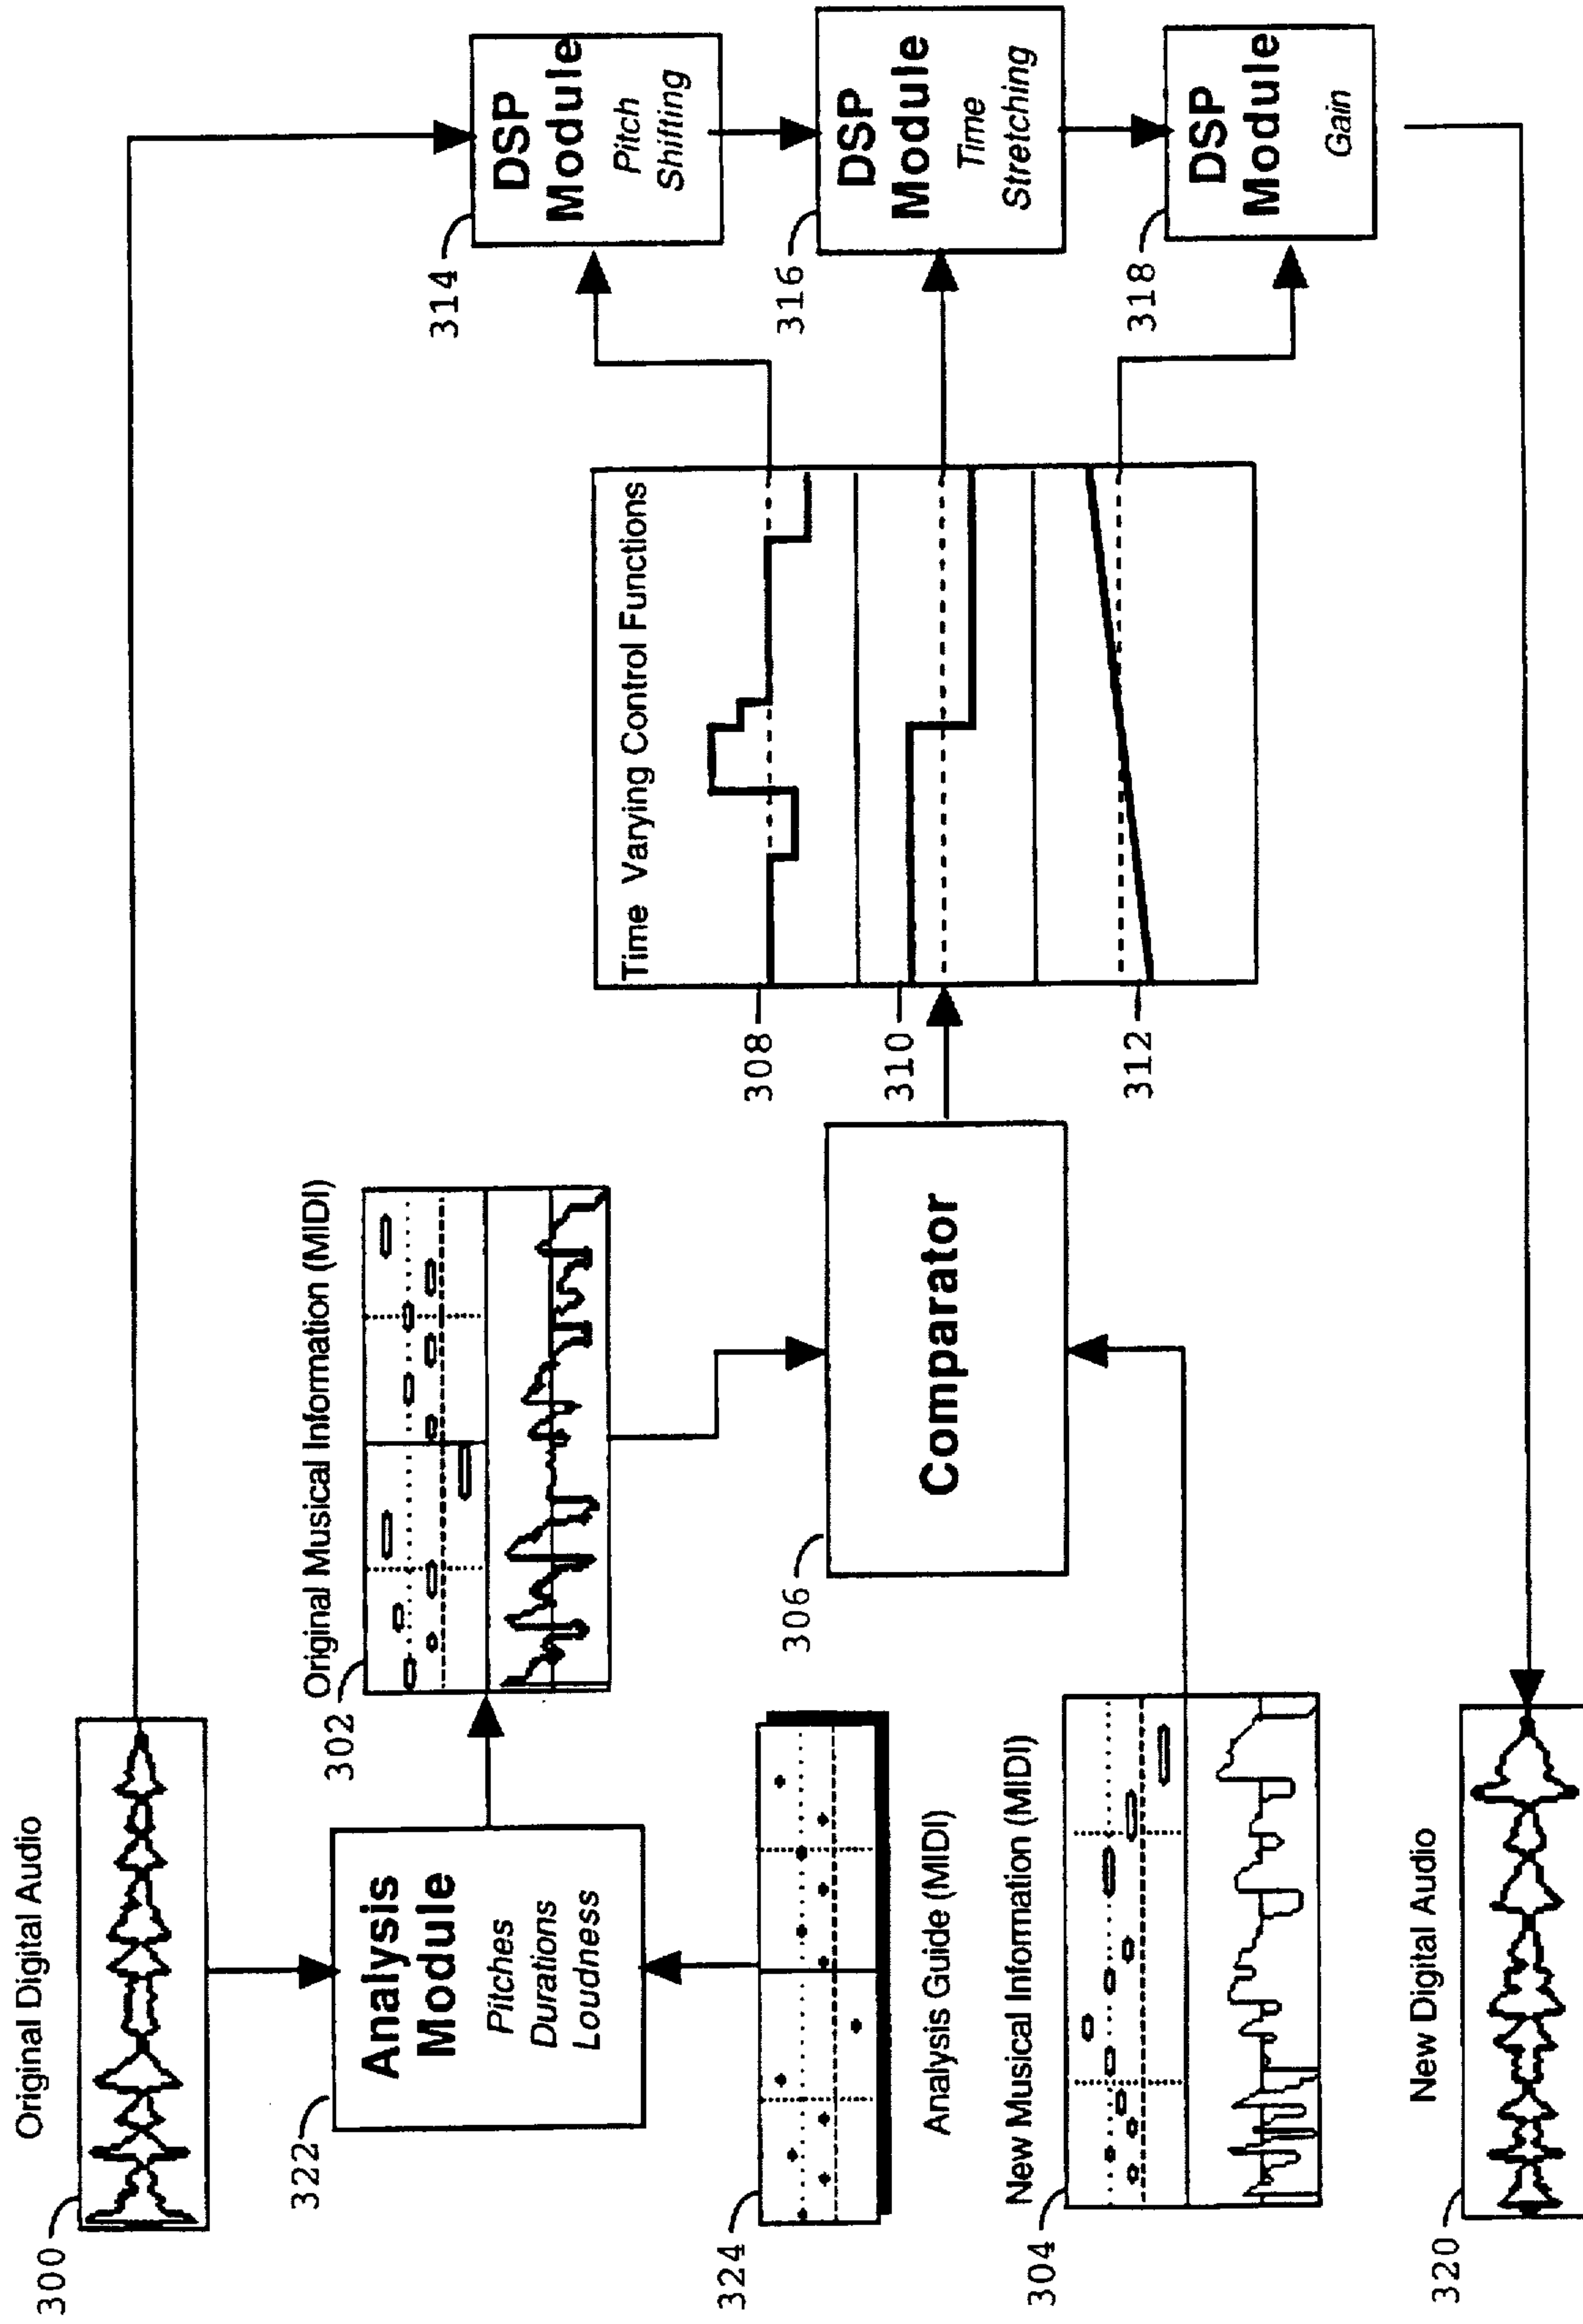 Original Digital Audio
300
322
Analysis
Module
Pitches
Durations
Loudness
Original Musical Information (MIDI)
302
324
Analysis Guide (MIDI)
New Musical Information (MIDI)
304
306
Comparator
Time Varying Control Functions
308
310
312
314
DSP
Module
Pitch
Shifting
316
DSP
Module
Time
Stretching
318
DSP
Module
Gain
New Digital Audio
320